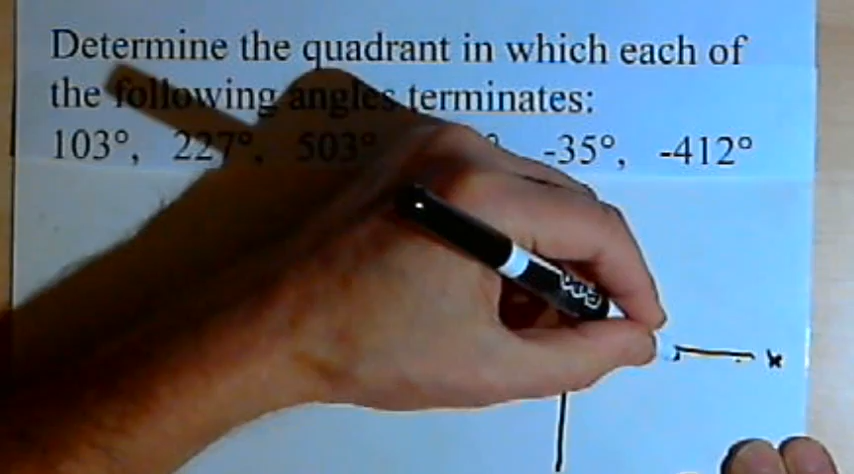 Determine the quadrant in which each of
the following angles terminates:
103°, 227°, 503° -35°, -412°
x